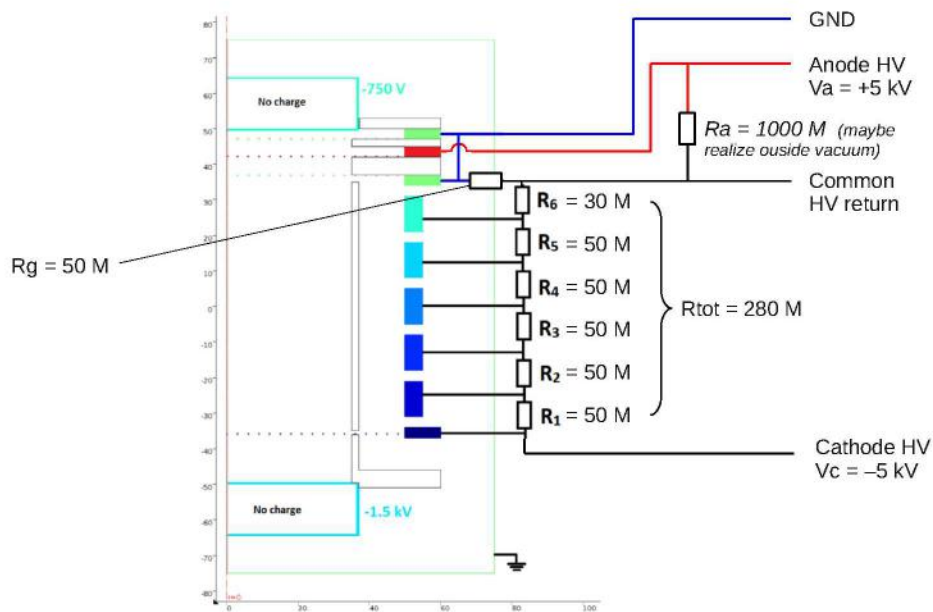 GND
Anode HV
Va = +5 kV
Ra = 1000 M (maybe
realize ouside vacuum)
Common
HV return
Rg = 50 M
R6 = 30 M
R5 = 50 M
R4 = 50 M
R3 = 50 M
R2 = 50 M
R1 = 50 M
Rtot = 280 M
Cathode HV
Vc = –5 kV
No charge
-750 V
No charge
-1.5 kV
80
70
60
50
40
30
20
10
0
-10
-20
-30
-40
-50
-60
-70
-80
r=0
0
20
40
60
80
100